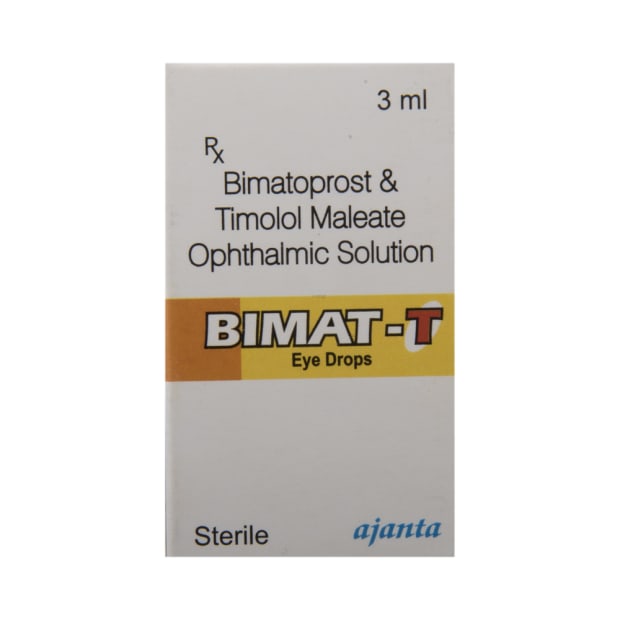 3 ml
Rx
Bimatoprost &
Timolol Maleate
Ophthalmic Solution
BIMAT-T
Eye Drops
Sterile
ajanta